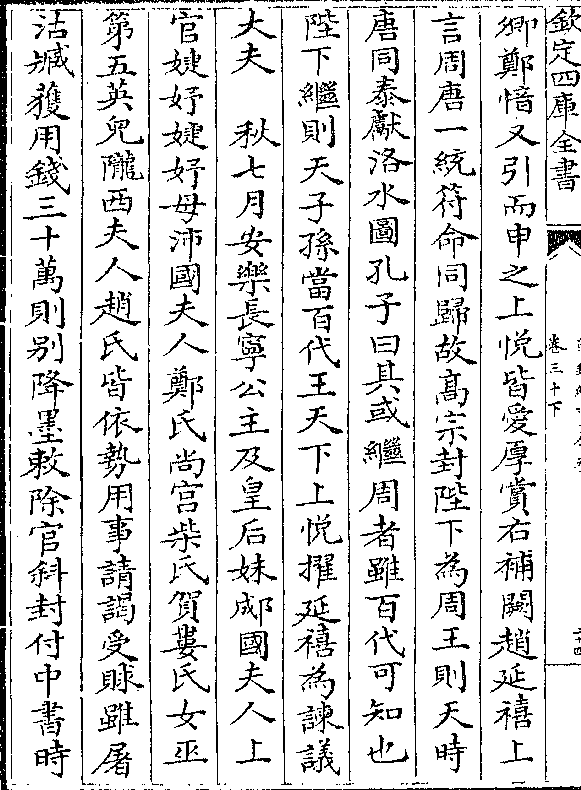 欽定四庫全書
卷三十下
卿鄭愔又引而申之上悅皆受厚賞右補闕趙延禧上
言周唐一統符命同歸故高宗封陛下為周王則天時
唐同泰獻洛水圖孔子曰其或繼周者雖百代可知也
陛下繼則天子孫當百代王天下上悅擢延禧為諫議
大夫　秋七月安樂長寧公主及皇后妹郕國夫人上
官婕妤婕妤母沛國夫人鄭氏尚宮柴氏賀婁氏女巫
第五英兒隴西夫人趙氏皆依勢用事請謁受賕雖屠
沽臧獲用錢三十萬則别降墨敕除官斜封付中書時